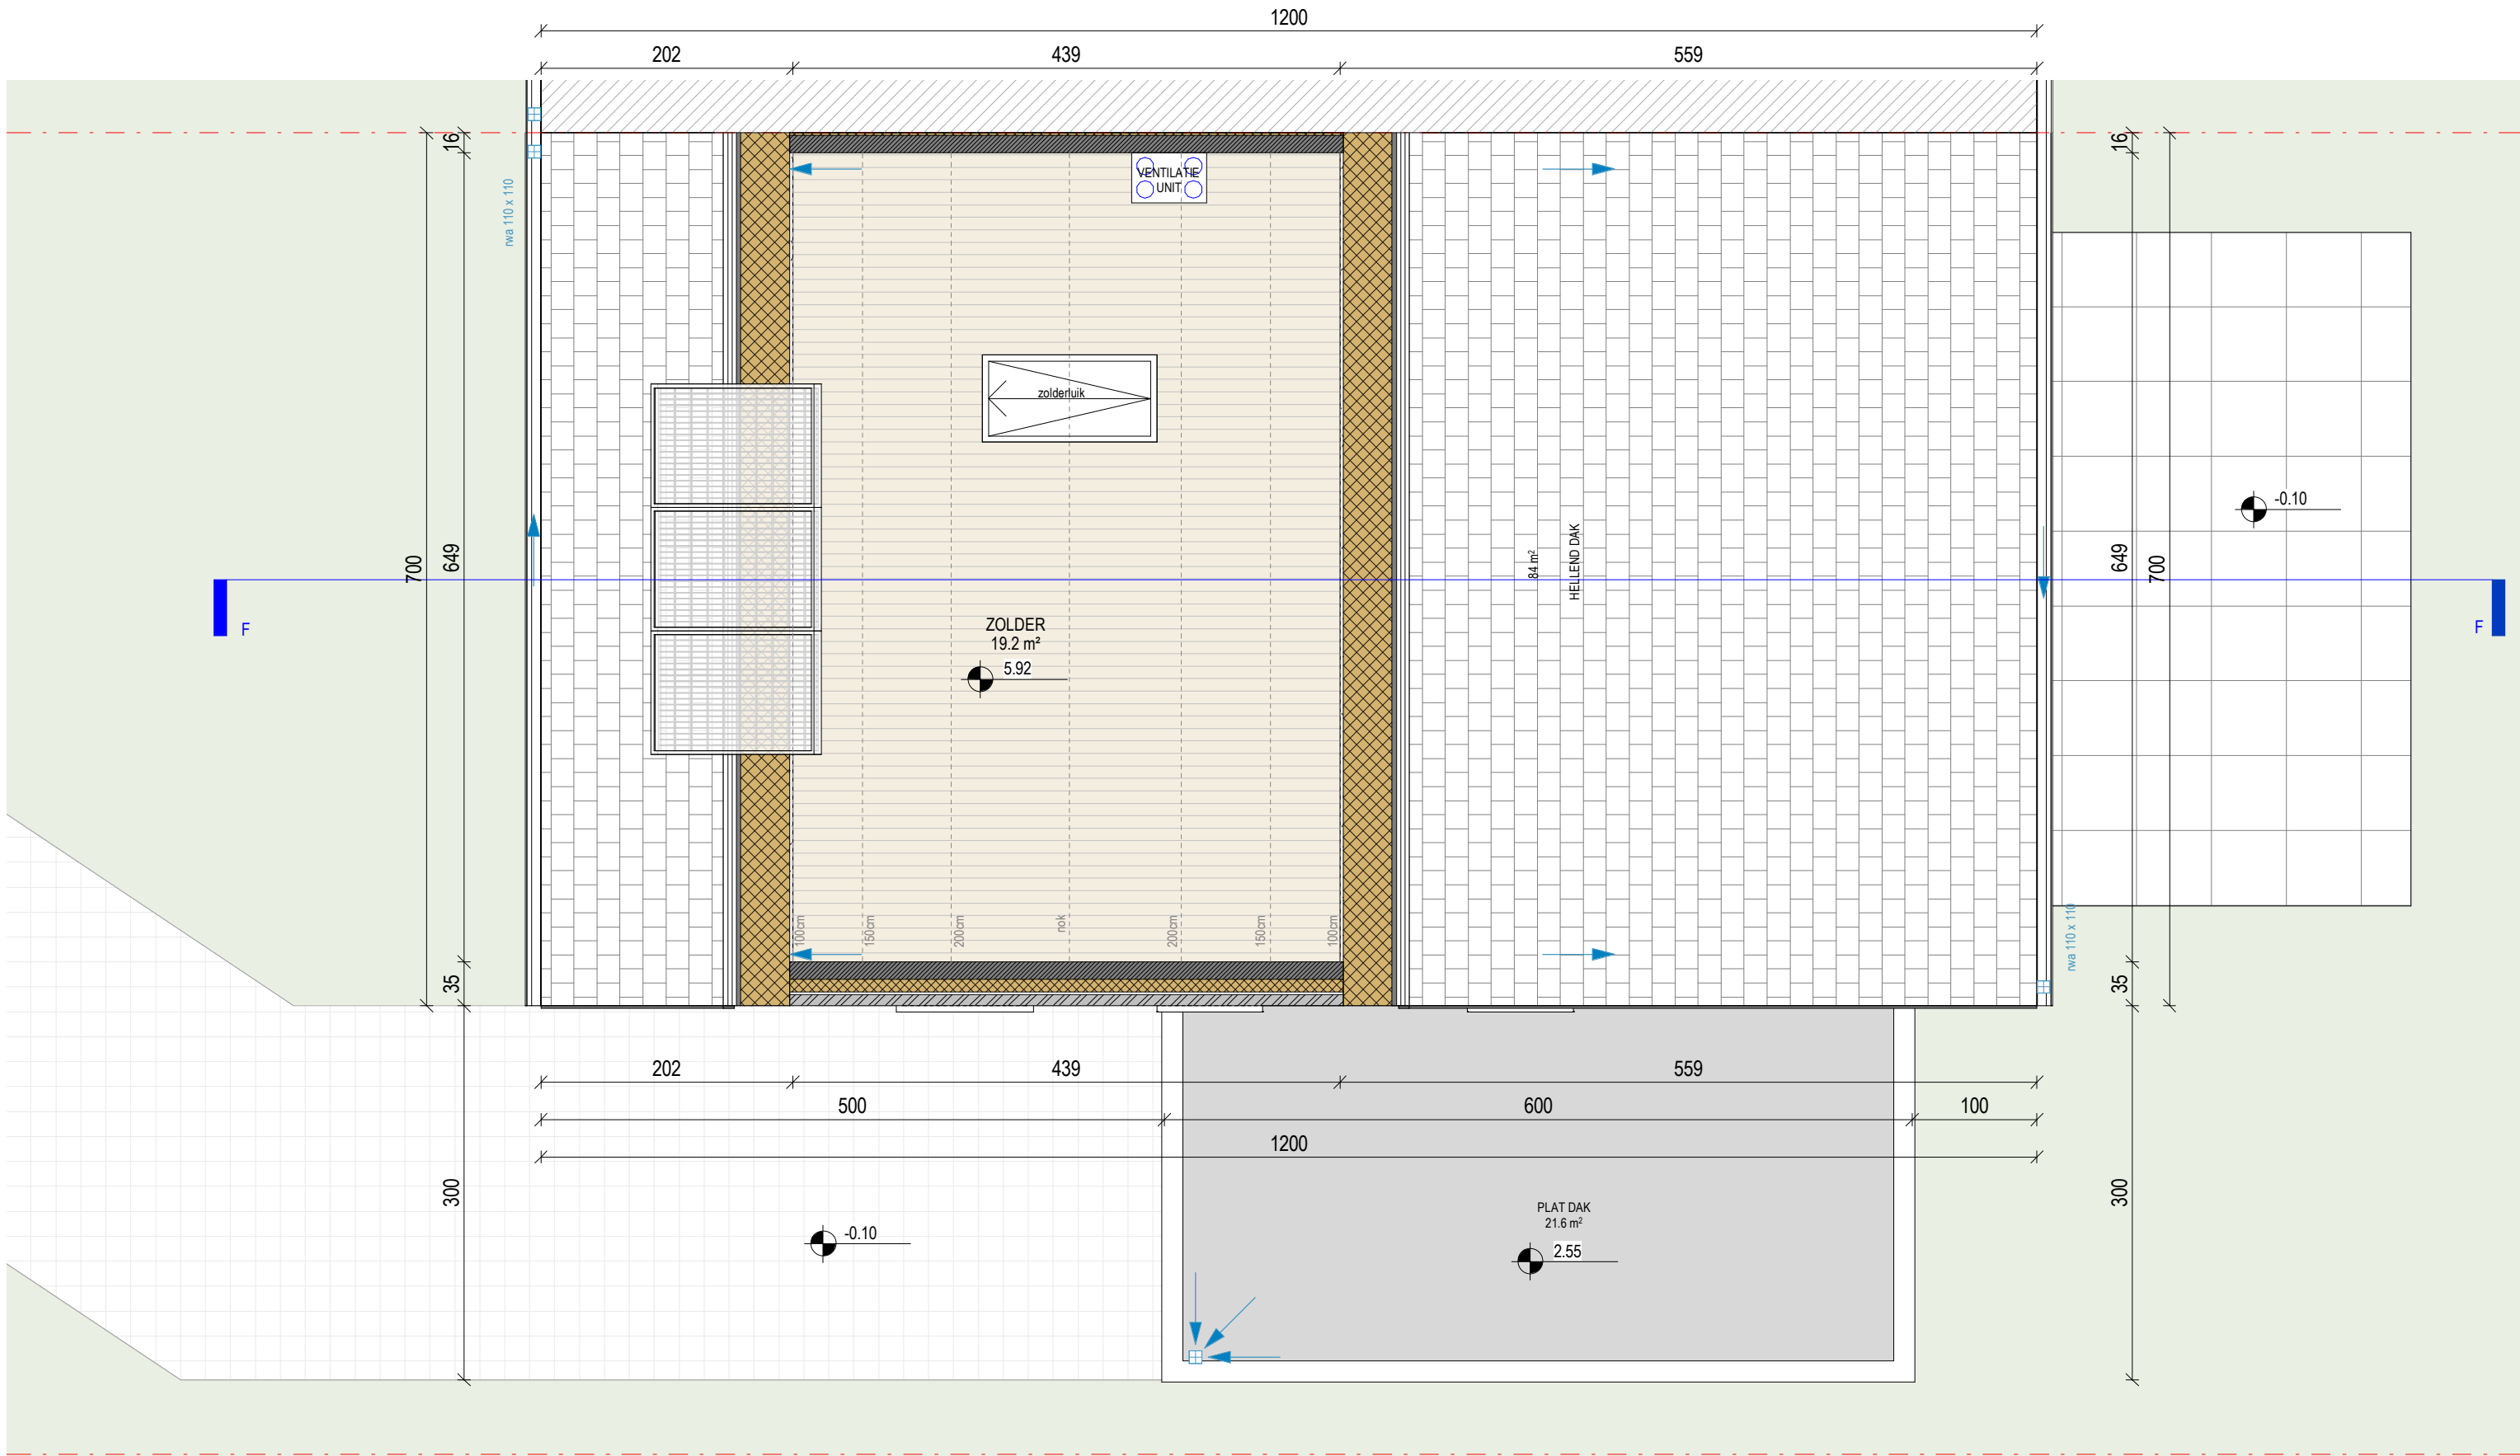 1200
202
439
559
16
16
VENTILATIE
UNIT
rwa 110 x 110
zolderluik
-0.10
700
649
84 m²
HELLEND DAK
649
700
F
F
ZOLDER
19.2 m²
5.92
100cm
150cm
200cm
nok
200cm
150cm
100cm
rwa 110 x 110
35
35
202
439
559
500
600
100
1200
300
300
PLAT DAK
21.6 m²
-0.10
2.55